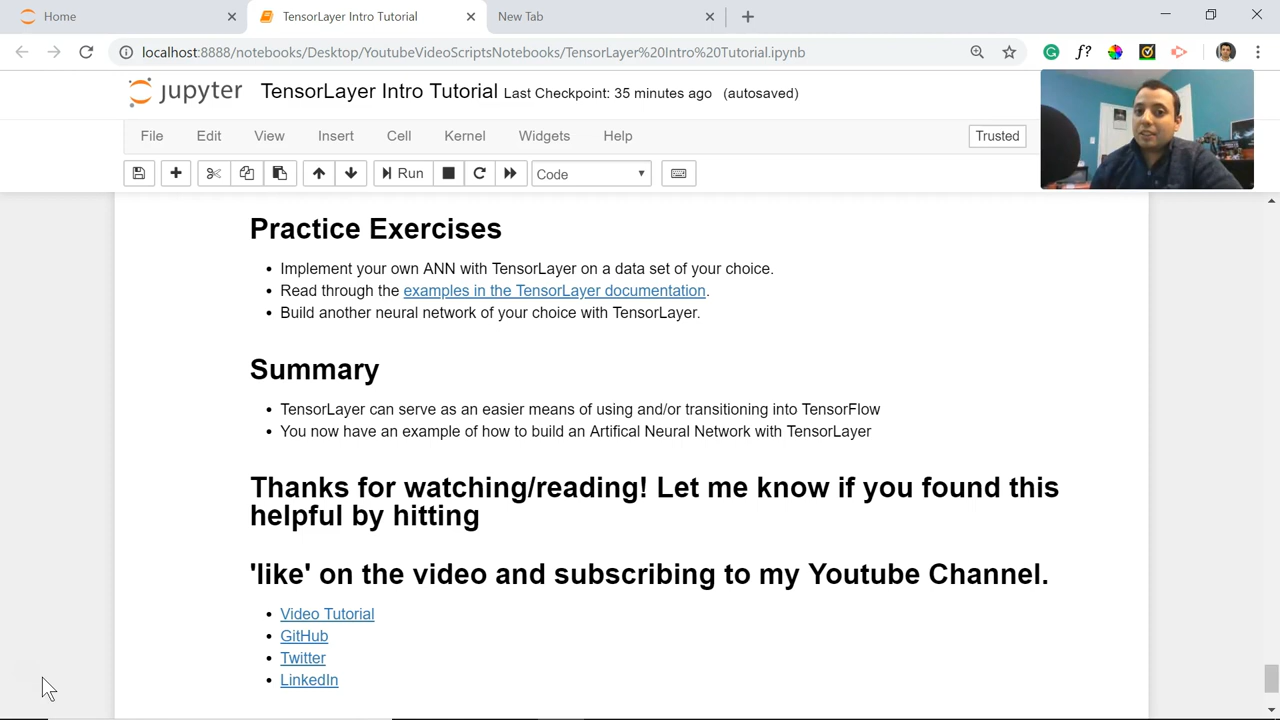 Home
TensorLayer Intro Tutorial
New Tab
localhost:8888/notebooks/Desktop/YoutubeVideoScriptsNotebooks/TensorLayer%20Intro%20Tutorial.ipynb
f?
jupyter TensorLayer Intro Tutorial Last Checkpoint: 35 minutes ago (autosaved)
File Edit View Insert Cell Kernel Widgets Help Trusted
Run Code
Practice Exercises
• Implement your own ANN with TensorLayer on a data set of your choice.
• Read through the examples in the TensorLayer documentation.
• Build another neural network of your choice with TensorLayer.
Summary
• TensorLayer can serve as an easier means of using and/or transitioning into TensorFlow
• You now have an example of how to build an Artifical Neural Network with TensorLayer
Thanks for watching/reading! Let me know if you found this
helpful by hitting
'like' on the video and subscribing to my Youtube Channel.
• Video Tutorial
• GitHub
• Twitter
• LinkedIn